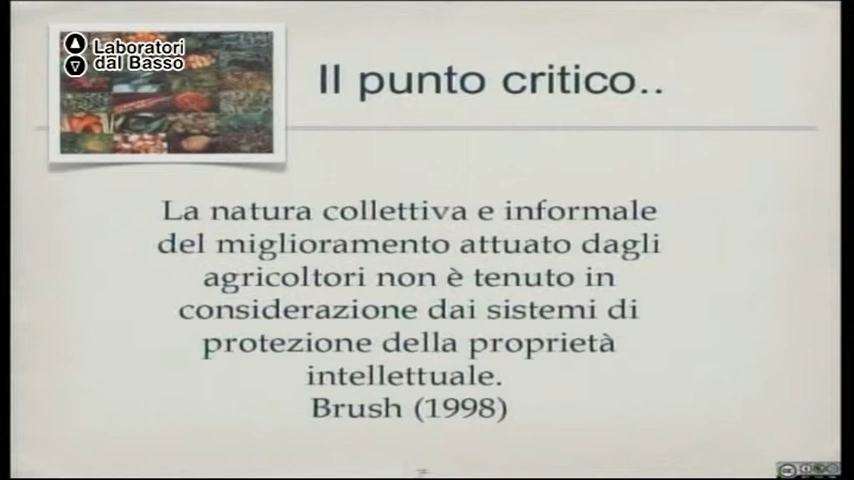 Laboratori
dal Basso
Il punto critico..
La natura collettiva e informale
del miglioramento attuato dagli
agricoltori non è tenuto in
considerazione dai sistemi di
protezione della proprietà
intellettuale.
Brush (1998)